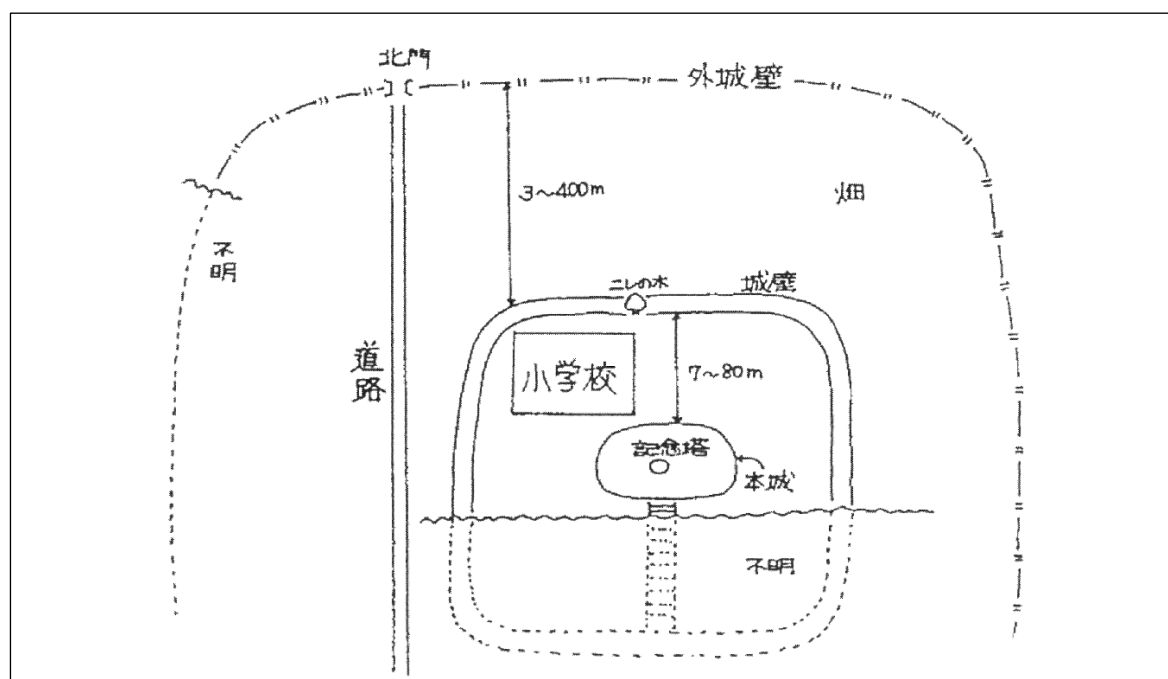 北門
外城壁
3～400m
畑
不明
ニレの木
城壁
道路
小学校
7～80m
記念塔
本城
不明